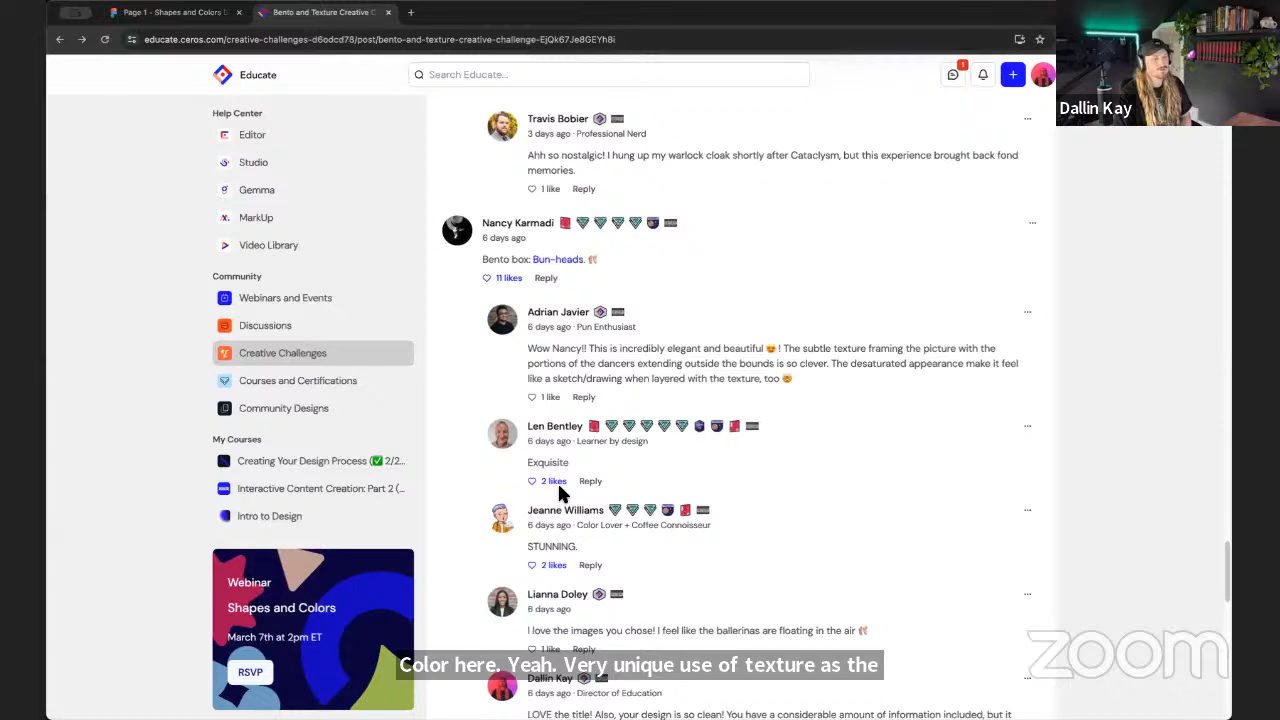 Page 1 - Shapes and Colors
Bento and Texture Creative C
educate.ceros.com/creative-challenges-d6odcd78/post/bento-and-texture-creative-challenge-EjQk67Je8GEYh8i
Educate
Search Educate...
1
Dallin Kay
Help Center
Editor
Studio
Gemma
MarkUp
Video Library
Community
Webinars and Events
Discussions
Creative Challenges
Courses and Certifications
Community Designs
My Courses
Creating Your Design Process (✅ 2/2...
Interactive Content Creation: Part 2 (...
Intro to Design
Webinar
Shapes and Colors
March 7th at 2pm ET
RSVP
Travis Bobier
3 days ago · Professional Nerd
Ahh so nostalgic! I hung up my warlock cloak shortly after Cataclysm, but this experience brought back fond
memories.
1 like Reply
Nancy Karmadi
6 days ago
Bento box: Bun-heads. 🩰
11 likes Reply
Adrian Javier
6 days ago · Pun Enthusiast
Wow Nancy!! This is incredibly elegant and beautiful 😍 ! The subtle texture framing the picture with the
portions of the dancers extending outside the bounds is so clever. The desaturated appearance make it feel
like a sketch/drawing when layered with the texture, too 🤯
1 like Reply
Len Bentley
6 days ago · Learner by design
Exquisite
2 likes Reply
Jeanne Williams
6 days ago · Color Lover + Coffee Connoisseur
STUNNING.
2 likes Reply
Lianna Doley
6 days ago
I love the images you chose! I feel like the ballerinas are floating in the air 🩰
1 like Reply
Color here. Yeah. Very unique use of texture as the
Dallin Kay
6 days ago · Director of Education
LOVE the title! Also, your design is so clean! You have a considerable amount of information included, but it
zoom